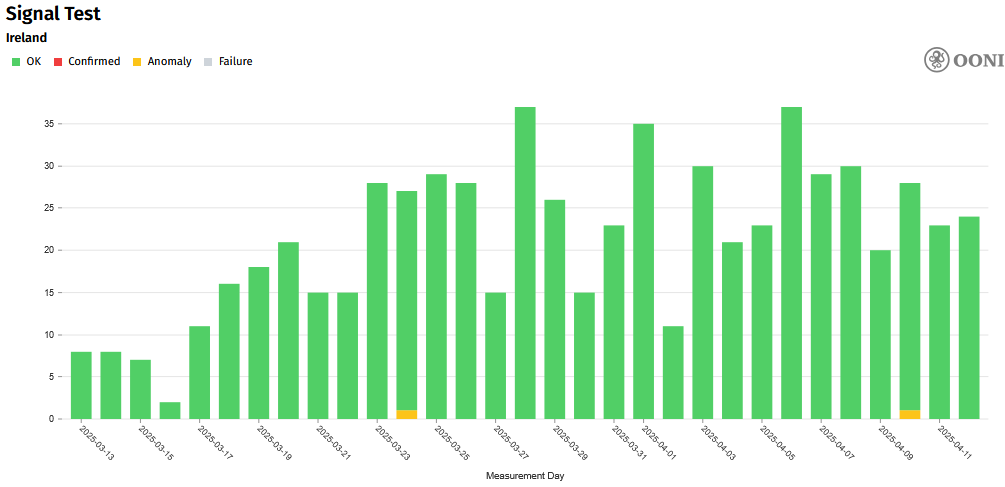 Signal Test
Ireland
OK Confirmed Anomaly Failure
OONI
35
30
25
20
15
10
5
0
2025-03-13 2025-03-15 2025-03-17 2025-03-19 2025-03-21 2025-03-23 2025-03-25 2025-03-27 2025-03-29 2025-03-31 2025-04-01 2025-04-03 2025-04-05 2025-04-07 2025-04-09 2025-04-11
Measurement Day